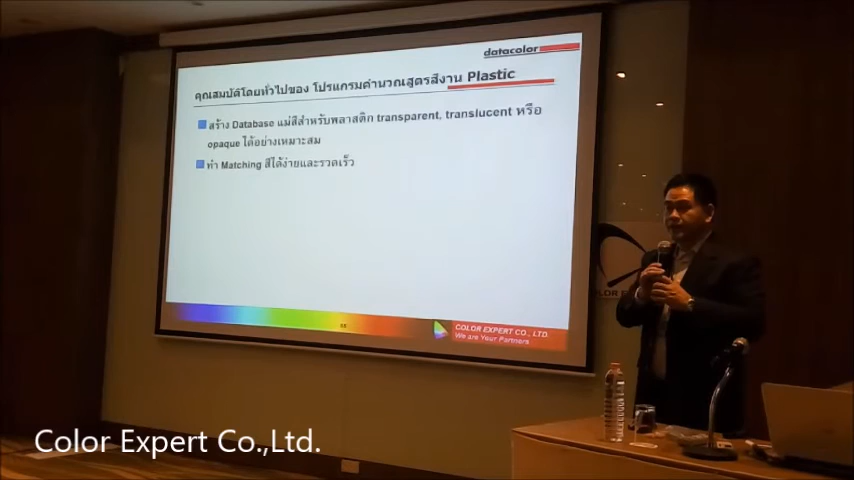 datacolor
คุณสมบัติโดยทั่วไปของ โปรแกรมคำนวณสูตรสีงาน Plastic
สร้าง Database แม่สีสำหรับพลาสติก transparent, translucent หรือ
opaque ได้อย่างเหมาะสม
ทำ Matching สีได้ง่ายและรวดเร็ว
COLOR EXPERT CO., LTD.
We are Your Partners
Color Expert Co.,Ltd.